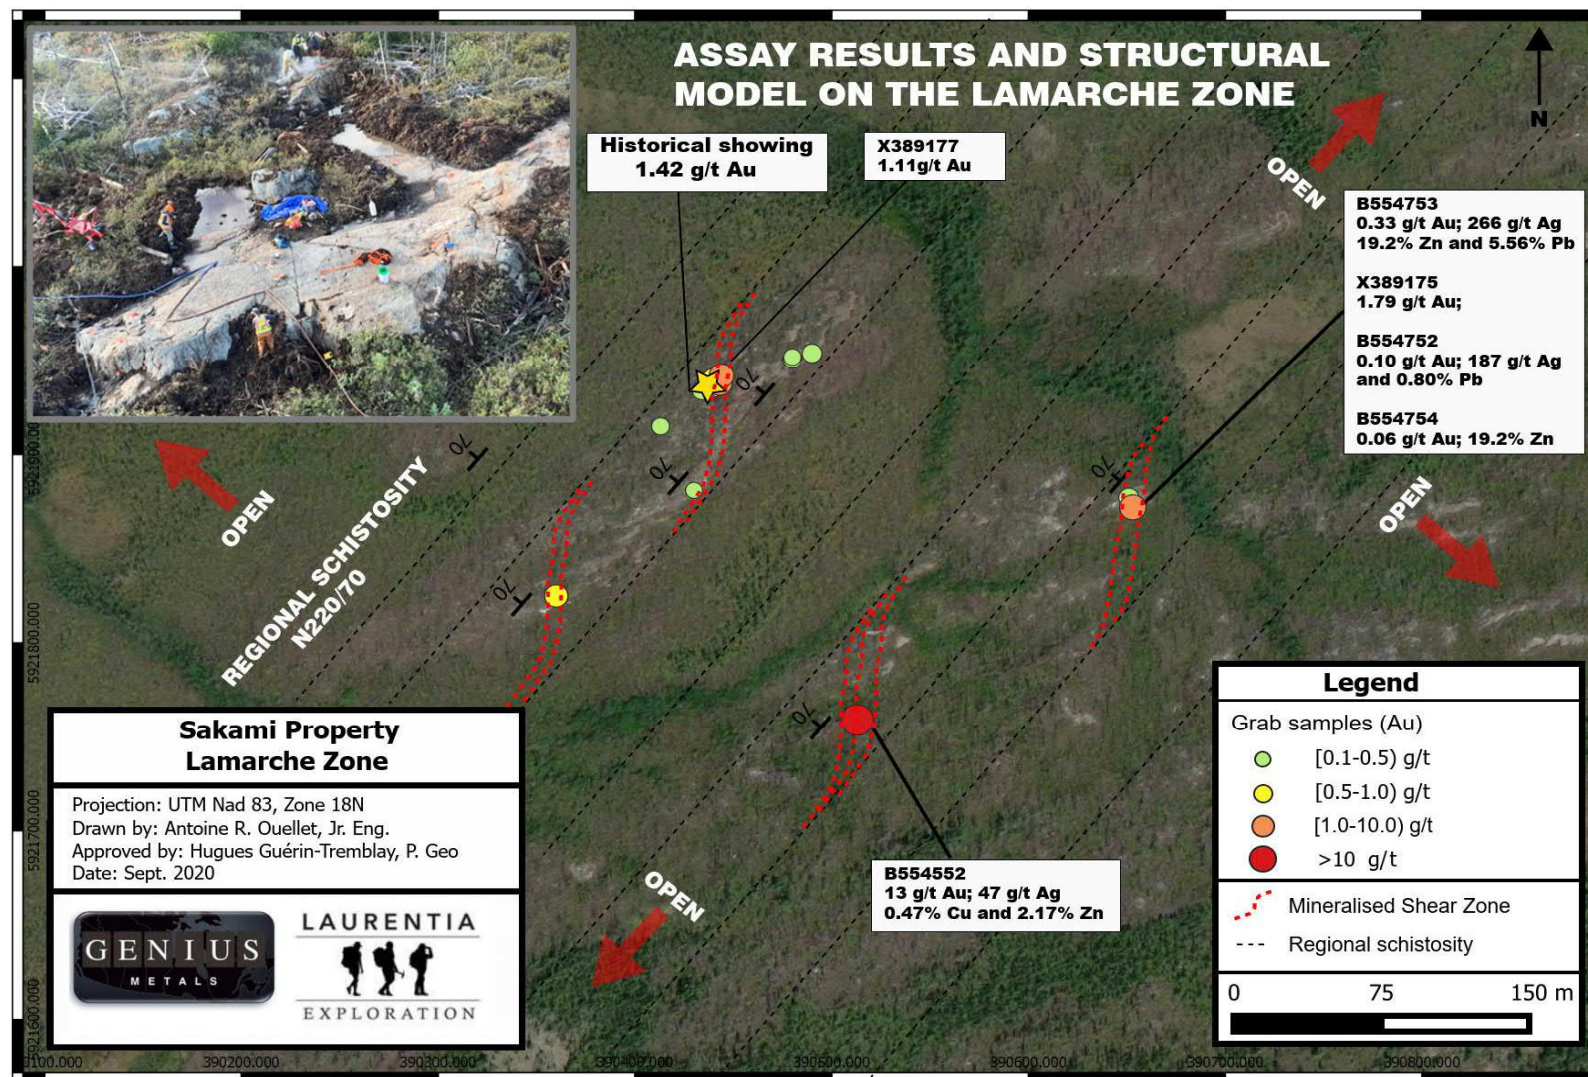 ASSAY RESULTS AND STRUCTURAL
MODEL ON THE LAMARCHE ZONE
N
Historical showing
1.42 g/t Au
X389177
1.11g/t Au
OPEN
B554753
0.33 g/t Au; 266 g/t Ag
19.2% Zn and 5.56% Pb
X389175
1.79 g/t Au;
B554752
0.10 g/t Au; 187 g/t Ag
and 0.80% Pb
B554754
0.06 g/t Au; 19.2% Zn
70
70
70
70
70
70
OPEN
OPEN
REGIONAL SCHISTOSITY
N220/70
OPEN
B554552
13 g/t Au; 47 g/t Ag
0.47% Cu and 2.17% Zn
Sakami Property
Lamarche Zone
Projection: UTM Nad 83, Zone 18N
Drawn by: Antoine R. Ouellet, Jr. Eng.
Approved by: Hugues Guérin-Tremblay, P. Geo
Date: Sept. 2020
GENIUS
METALS
LAURENTIA
EXPLORATION
Legend
Grab samples (Au)
[0.1-0.5) g/t
[0.5-1.0) g/t
[1.0-10.0) g/t
>10 g/t
Mineralised Shear Zone
Regional schistosity
0 75 150 m
5921900.000
5921800.000
5921700.000
5921600.000
390200.000
390300.000
390400.000
390500.000
390600.000
390700.000
390800.000